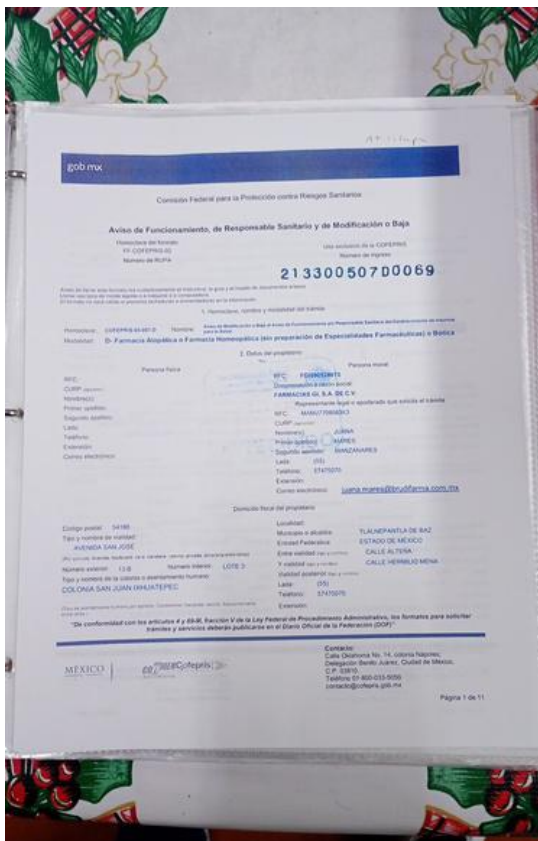 gob mx
Comisión Federal para la Protección contra Riesgos Sanitarios
Aviso de Funcionamiento, de Responsable Sanitario y de Modificación o Baja
Homoclave del formato
FF-COFEPRIS-02
Número de RUPA
Uso exclusivo de la COFEPRIS
Número de ingreso
213300507D0069
1. Homoclave, nombre y modalidad del trámite
Homoclave: COFEPRIS-05-007-D Nombre:
Modalidad: D- Farmacia Alopática o Farmacia Homeopática (sin preparación de Especialidades Farmacéuticas) o Botica
2. Datos del propietario
Persona física
RFC:
CURP
Nombre(s):
Primer apellido:
Segundo apellido:
Lada:
Teléfono:
Extensión:
Correo electrónico:
Persona moral
RFC:
Denominación o razón social:
FARMACIAS GI, S.A. DE C.V.
Representante legal o apoderado que solicita el trámite
RFC:
CURP
Nombre(s): JUANA
Primer apellido: MARES
Segundo apellido: MANZANARES
Lada: (55)
Teléfono: 57475070
Extensión:
Correo electrónico: juana.mares@brudifarma.com.mx
Domicilio fiscal del propietario
Código postal: 54180
Tipo y nombre de vialidad:
AVENIDA SAN JOSÉ
Número exterior: 13-B Número interior: LOTE 3
Tipo y nombre de la colonia o asentamiento humano:
COLONIA SAN JUAN IXHUATEPEC
Localidad:
Municipio o alcaldía: TLALNEPANTLA DE BAZ
Entidad Federativa: ESTADO DE MÉXICO
Entre vialidad CALLE ALTEÑA
Y vialidad CALLE HERMILIO MENA
Vialidad posterior
Lada: (55)
Teléfono: 57475070
Extensión:
"De conformidad con los artículos 4 y 69-M, fracción V de la Ley Federal de Procedimiento Administrativo, los formatos para solicitar
trámites y servicios deberán publicarse en el Diario Oficial de la Federación (DOF)"
MÉXICO
Cofepris
Contacto:
Calle Oklahoma No. 14, colonia Nápoles,
Delegación Benito Juárez, Ciudad de México,
C.P. 03810.
Teléfono 01-800-033-5050
contacto@cofepris.gob.mx
Página 1 de 11